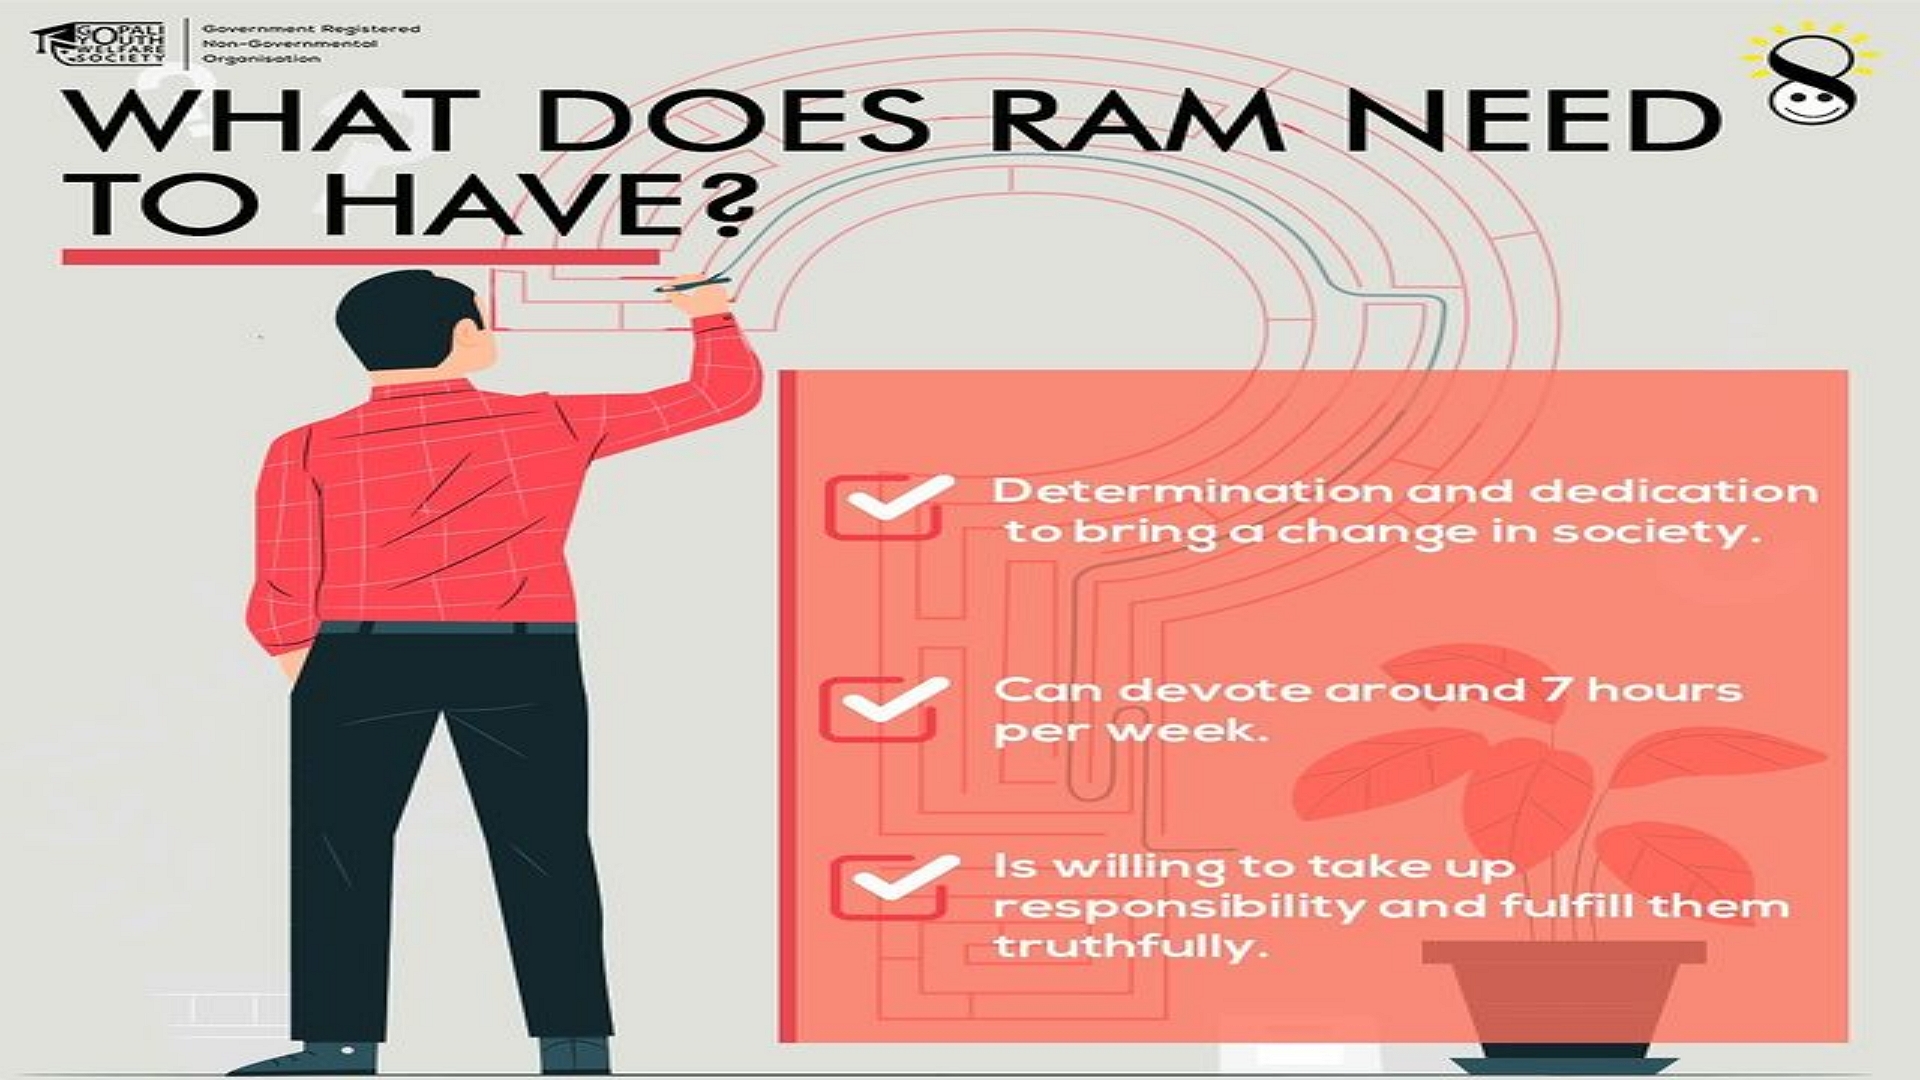 GOPALI
YOUTH
WELFARE
SOCIETY
Government Registered
Non-Governmental
Organisation
WHAT DOES RAM NEED
TO HAVE?
Determination and dedication
to bring a change in society.
Can devote around 7 hours
per week.
Is willing to take up
responsibility and fulfill them
truthfully.